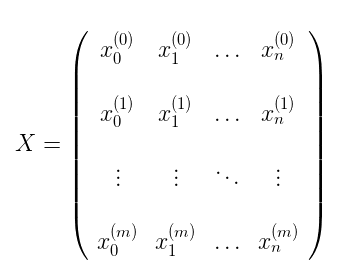 X = ( x_0^{(0)} x_1^{(0)} … x_n^{(0)}
x_0^{(1)} x_1^{(1)} … x_n^{(1)}
⋮ ⋮ ⋱ ⋮
x_0^{(m)} x_1^{(m)} … x_n^{(m)} )